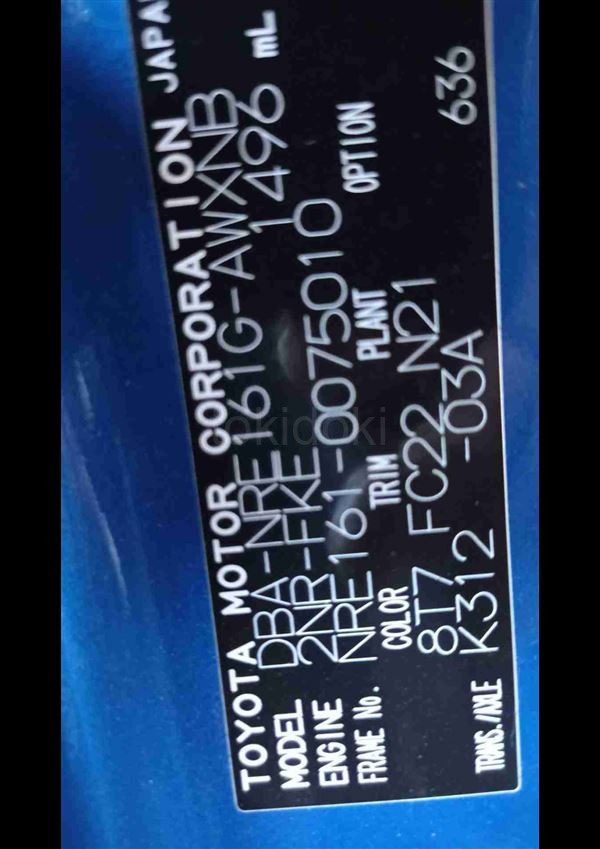 TOYOTA MOTOR CORPORATION JAPAN
MODEL DBA-NRE161G-AWXNB
ENGINE 2NR-FKE 1496 mL
FRAME No. NRE161-0075010
COLOR TRIM PLANT OPTION
8T7 FC22 N21
TRANS./AXLE K312 -03A 636
okidoki